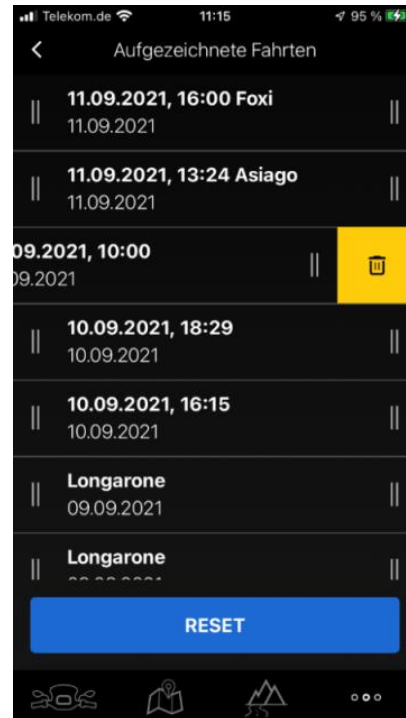 Telekom.de 11:15 95 %
Aufgezeichnete Fahrten
11.09.2021, 16:00 Foxi
11.09.2021
11.09.2021, 13:24 Asiago
11.09.2021
09.2021, 10:00
09.2021
10.09.2021, 18:29
10.09.2021
10.09.2021, 16:15
10.09.2021
Longarone
09.09.2021
Longarone
RESET